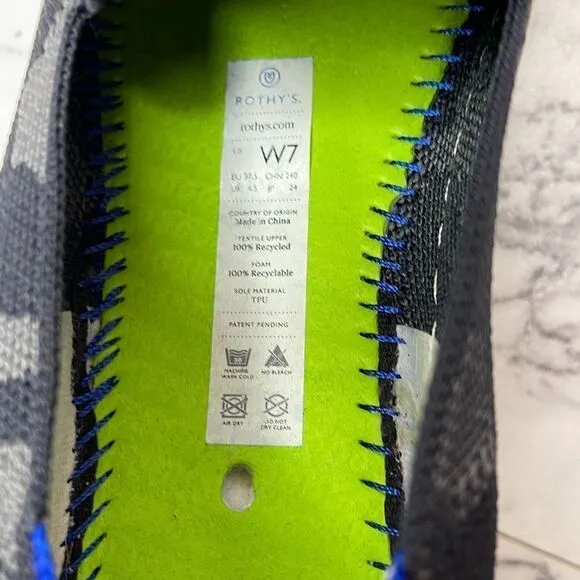 ROTHY'S.
rothys.com
US W7
EU 37.5 CHN 240
UK 4.5 JP 24
COUNTRY OF ORIGIN
Made in China
TEXTILE UPPER
100% Recycled
FOAM
100% Recyclable
SOLE MATERIAL
TPU
PATENT PENDING
MACHINE WASH COLD
NO BLEACH
AIR DRY
DO NOT DRY CLEAN